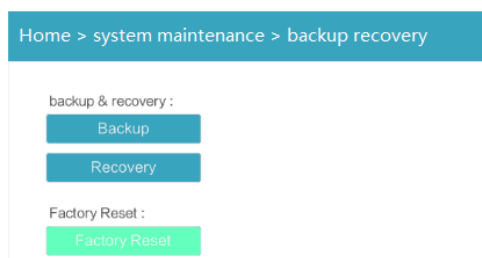 Home > system maintenance > backup recovery
backup & recovery :
Backup
Recovery
Factory Reset :
Factory Reset